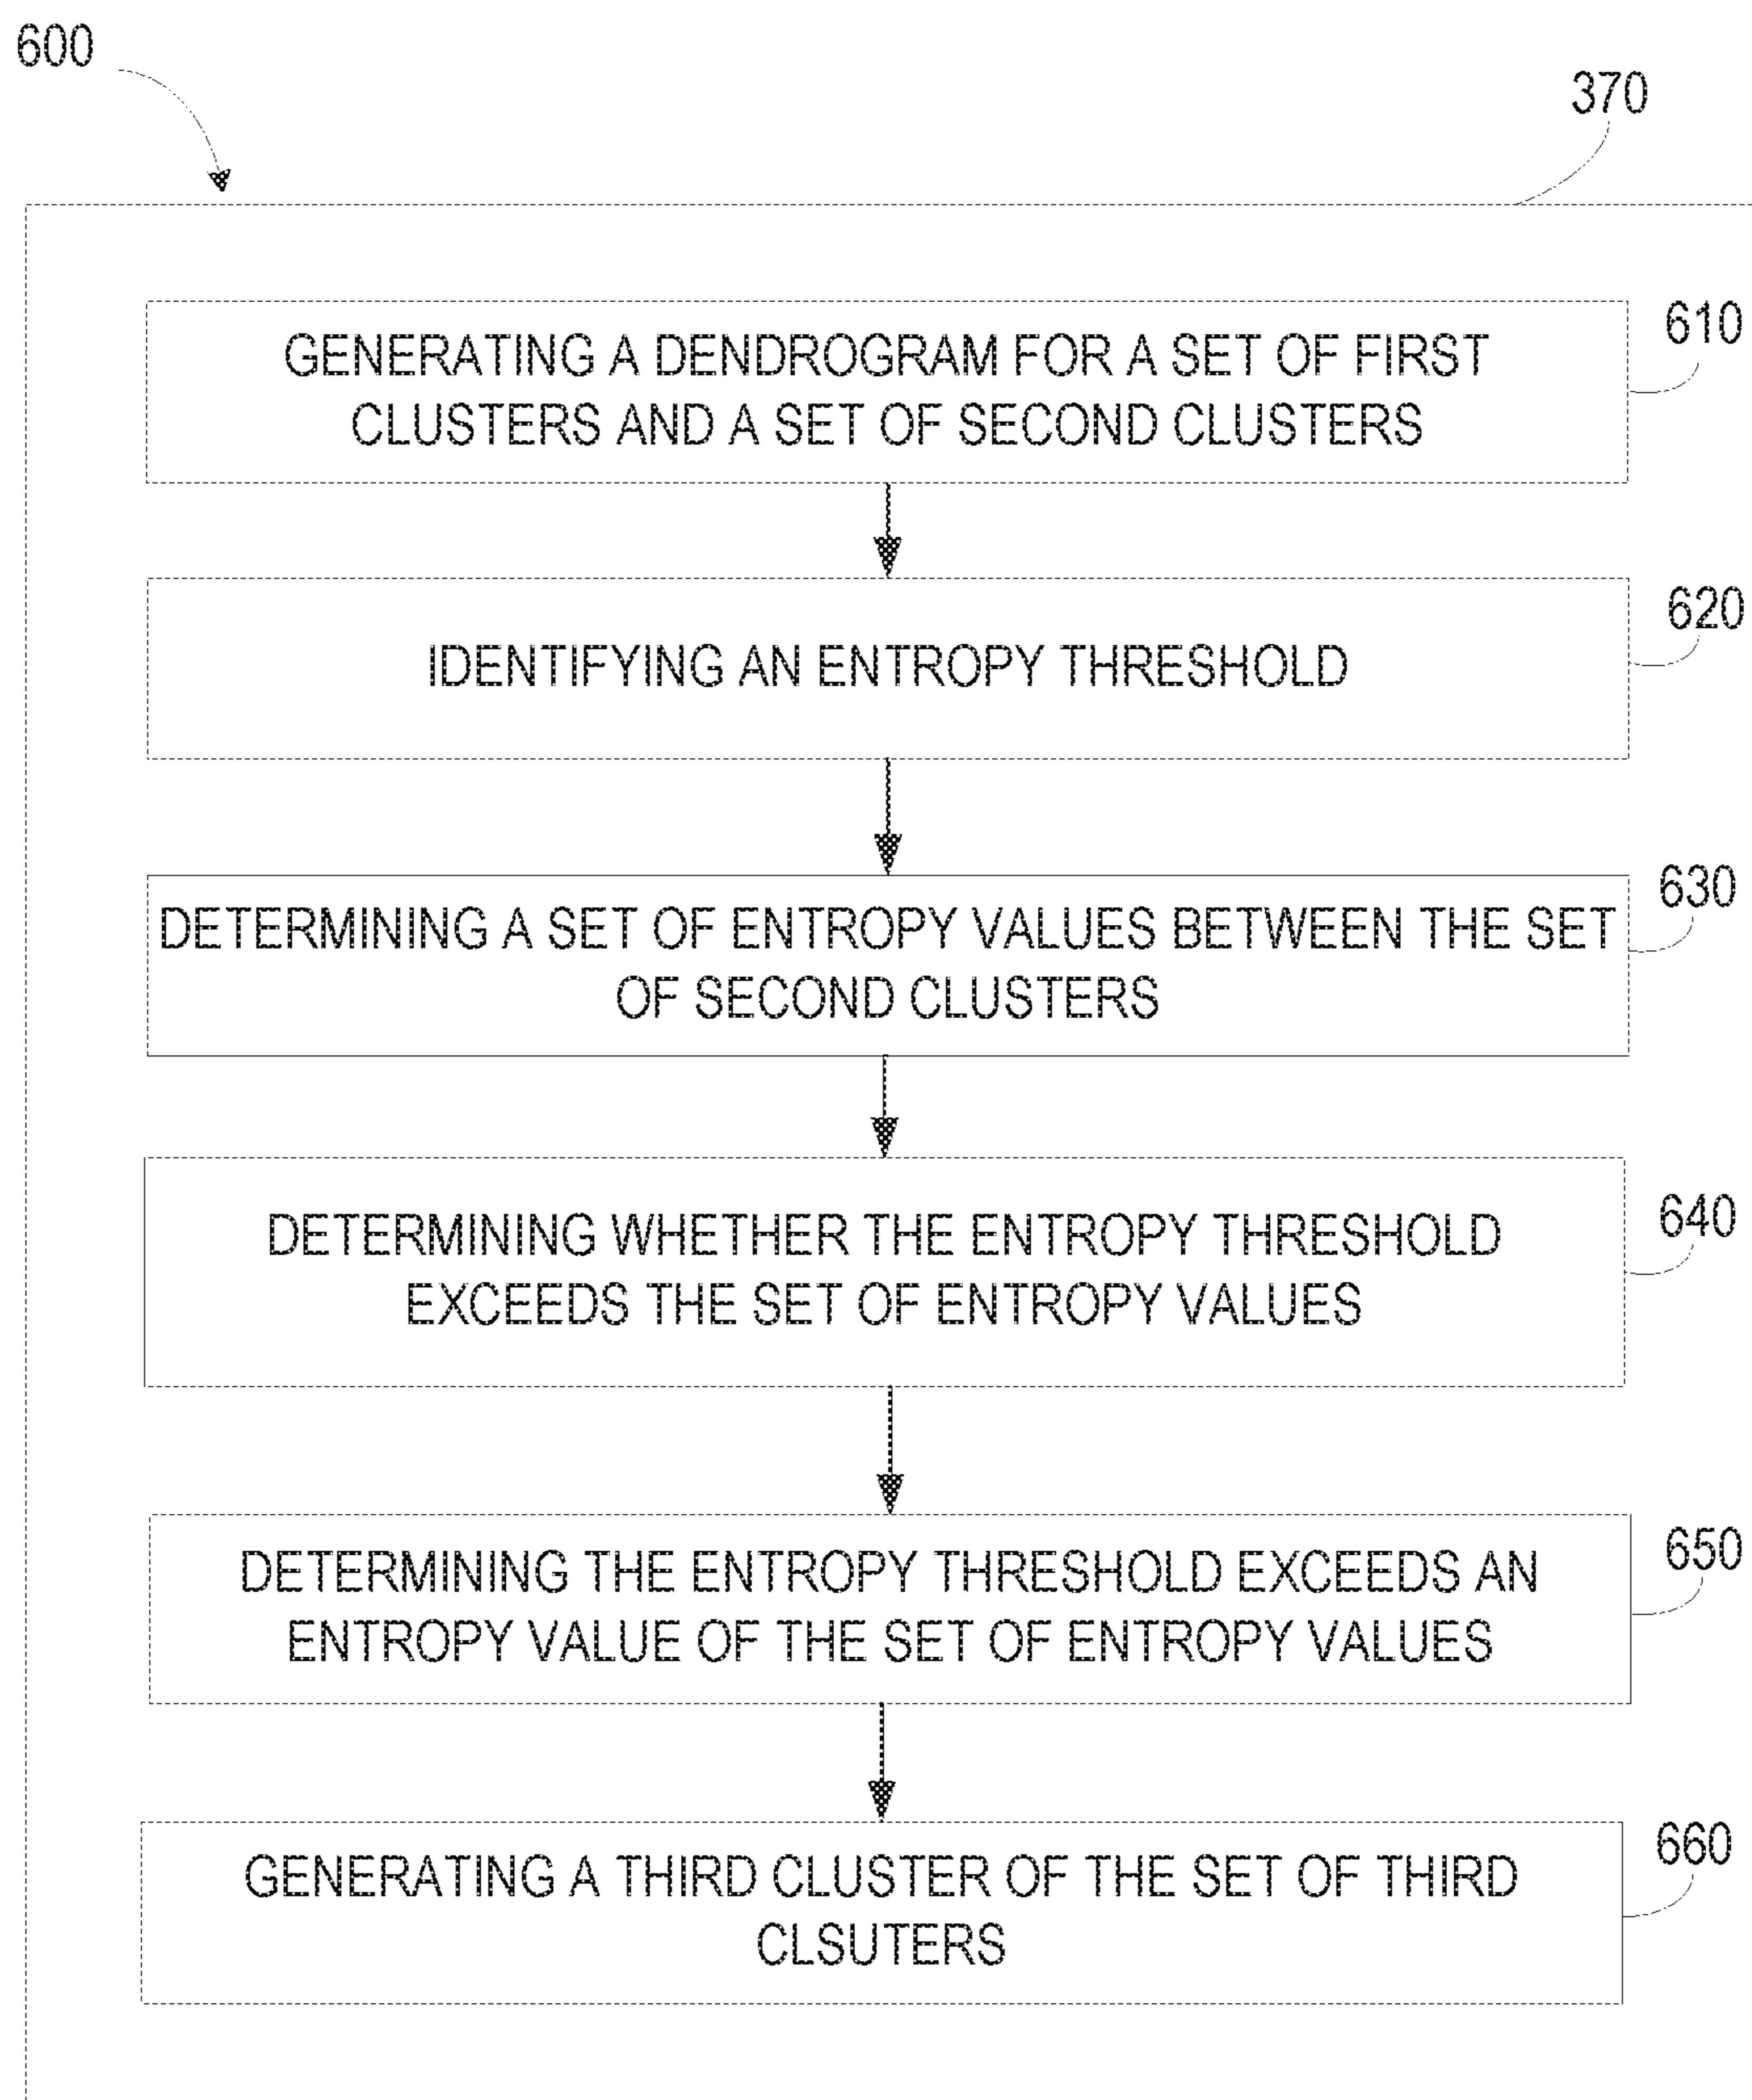 600
370
GENERATING A DENDROGRAM FOR A SET OF FIRST
CLUSTERS AND A SET OF SECOND CLUSTERS
610
IDENTIFYING AN ENTROPY THRESHOLD
620
DETERMINING A SET OF ENTROPY VALUES BETWEEN THE SET
OF SECOND CLUSTERS
630
DETERMINING WHETHER THE ENTROPY THRESHOLD
EXCEEDS THE SET OF ENTROPY VALUES
640
DETERMINING THE ENTROPY THRESHOLD EXCEEDS AN
ENTROPY VALUE OF THE SET OF ENTROPY VALUES
650
GENERATING A THIRD CLUSTER OF THE SET OF THIRD
CLSUTERS
660